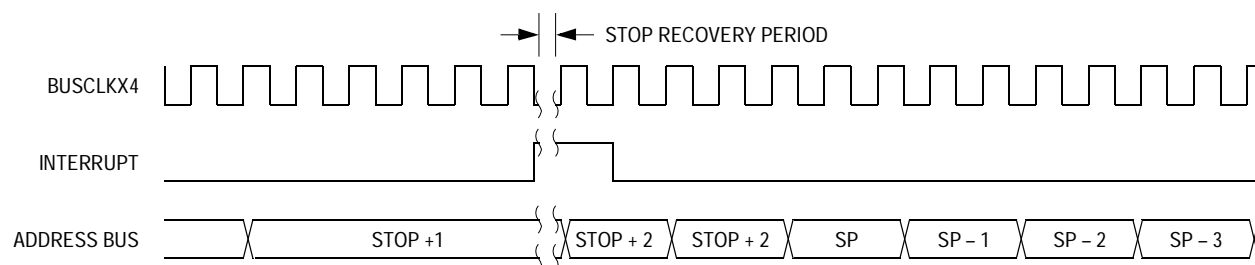 STOP RECOVERY PERIOD
BUSCLKX4
INTERRUPT
ADDRESS BUS STOP +1 STOP + 2 STOP + 2 SP SP – 1 SP – 2 SP – 3